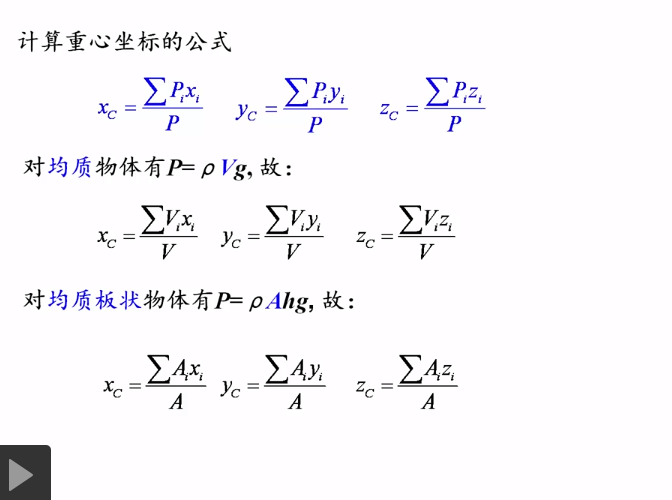 计算重心坐标的公式
x_C = ∑P_i x_i / P  y_C = ∑P_i y_i / P  z_C = ∑P_i z_i / P
对均质物体有P= ρVg, 故：
x_C = ∑V_i x_i / V  y_C = ∑V_i y_i / V  z_C = ∑V_i z_i / V
对均质板状物体有P= ρAhg, 故：
x_C = ∑A_i x_i / A  y_C = ∑A_i y_i / A  z_C = ∑A_i z_i / A